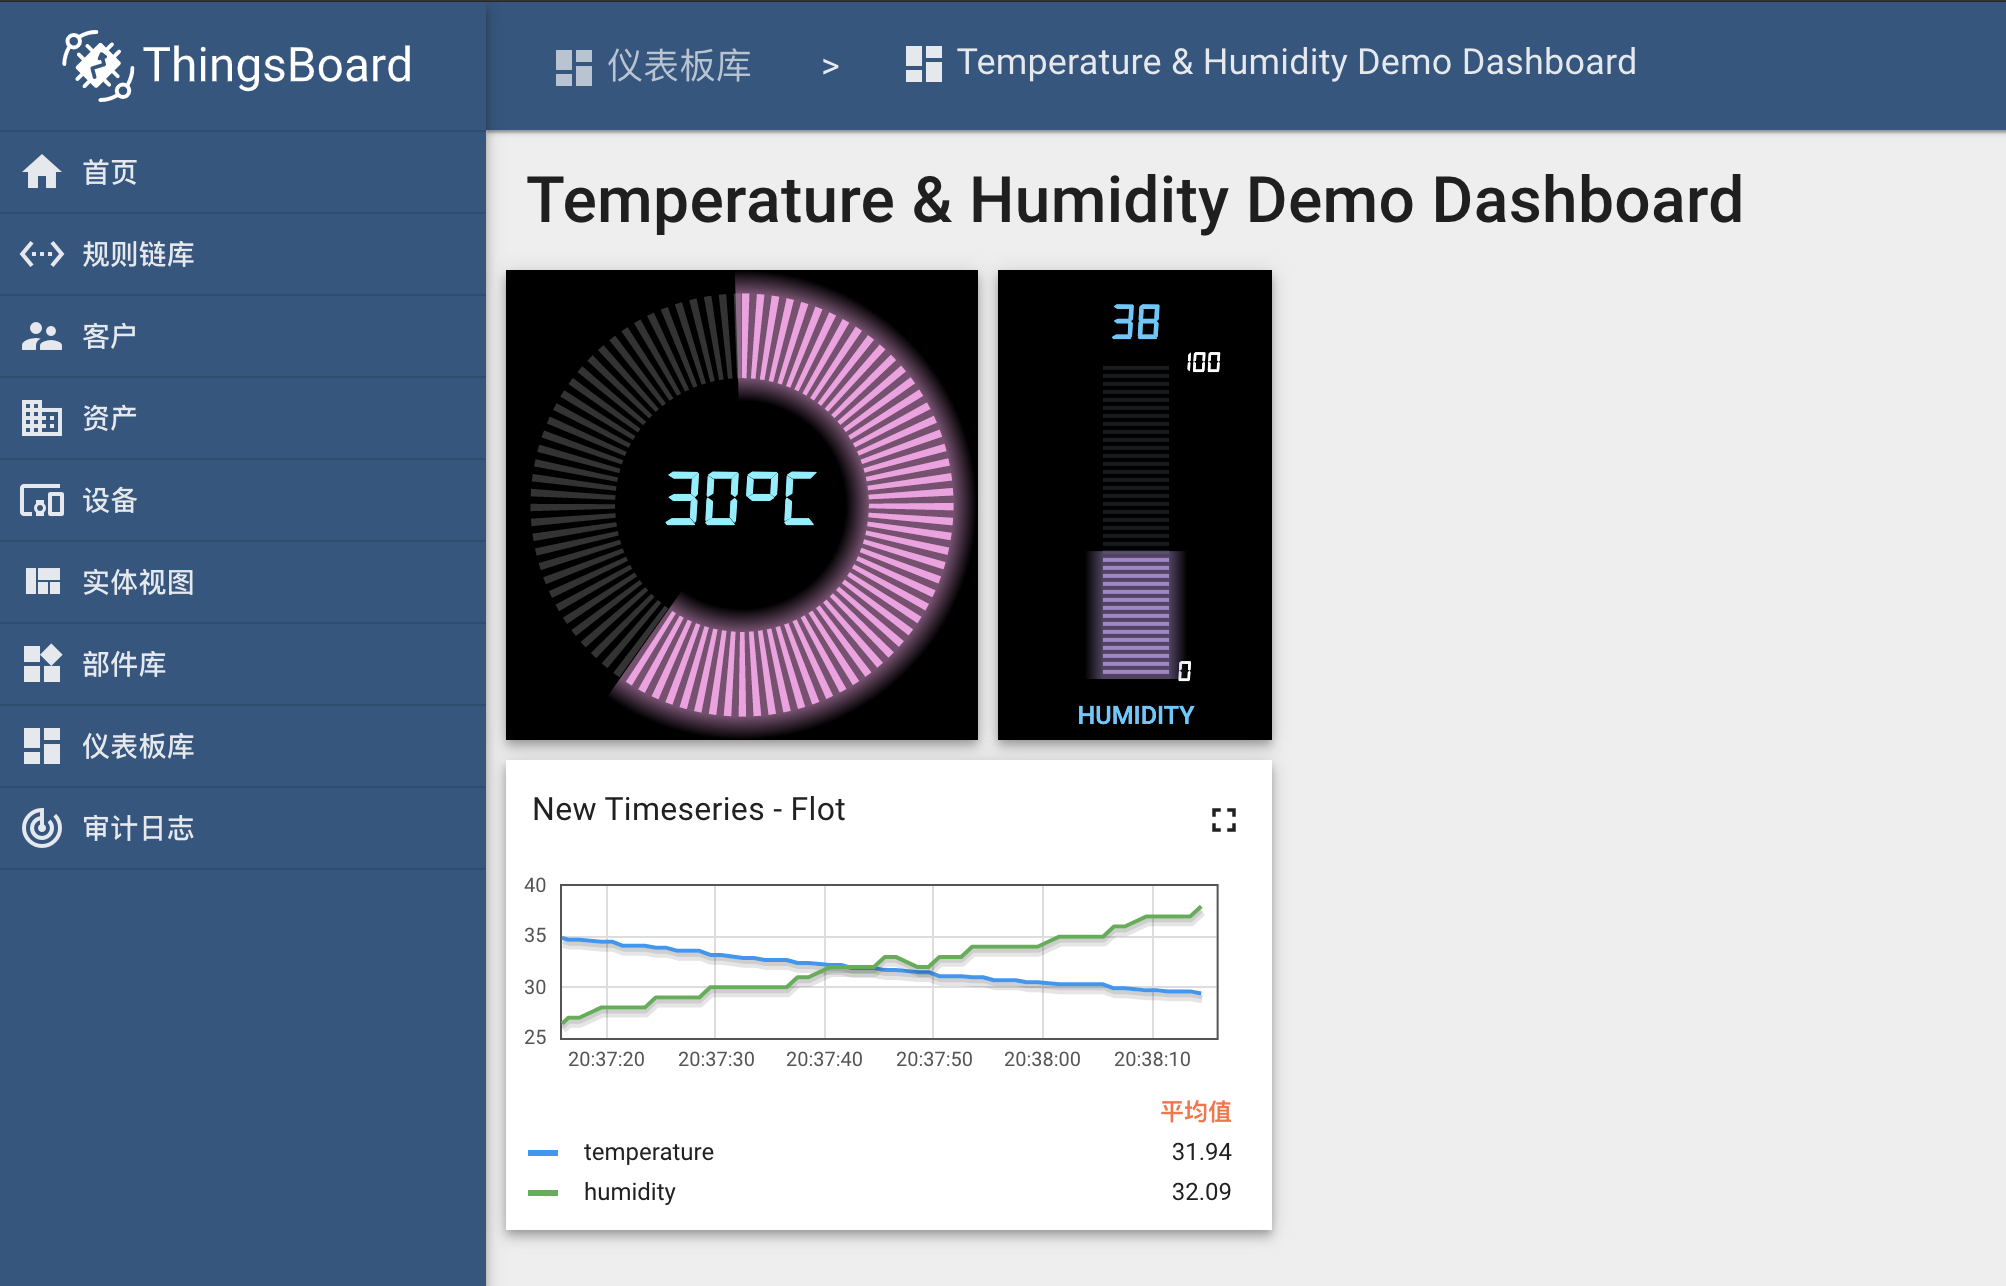 ThingsBoard
仪表板库 > Temperature & Humidity Demo Dashboard
首页
规则链库
客户
资产
设备
实体视图
部件库
仪表板库
审计日志
Temperature & Humidity Demo Dashboard
30°C
38
100
0
HUMIDITY
New Timeseries - Flot
40
35
30
25
20:37:20 20:37:30 20:37:40 20:37:50 20:38:00 20:38:10
平均值
temperature 31.94
humidity 32.09